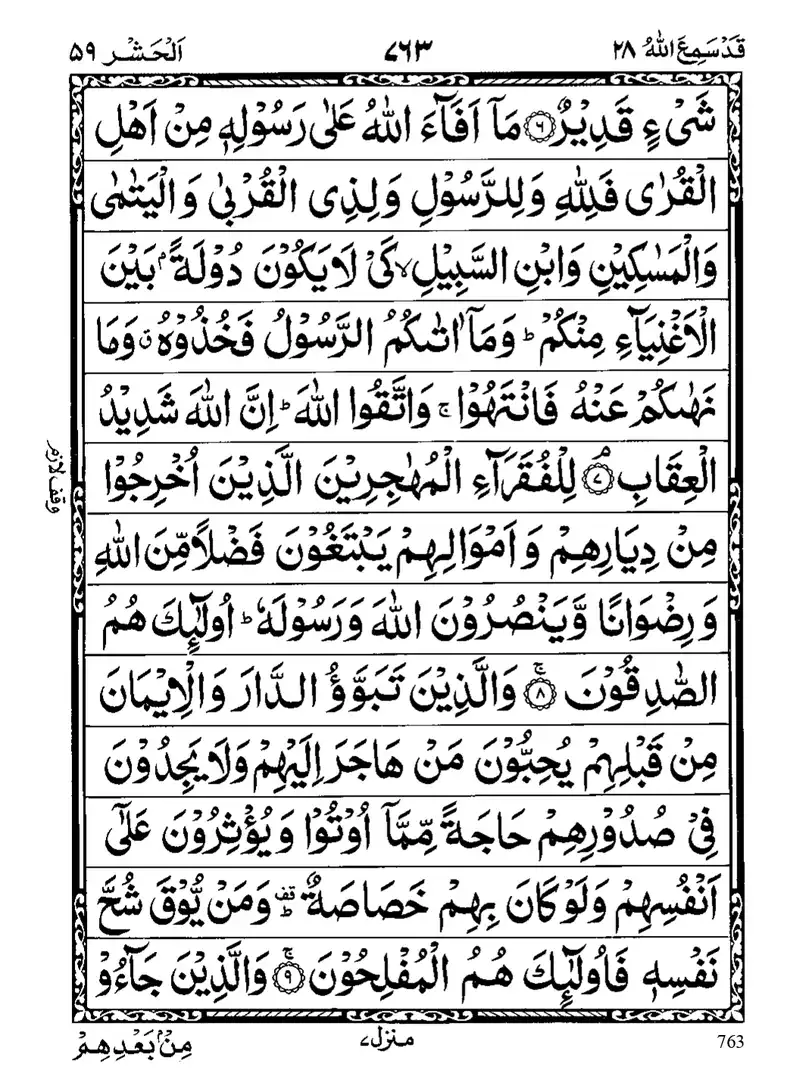 قَدْ سَمِعَ اللّٰهُ ٢٨ ٧٦٣ اَلْحَشْر ٥٩
شَیْءٍ قَدِیْرٌ ﴿٦﴾ مَاۤ اَفَآءَ اللّٰهُ عَلٰی رَسُوْلِهٖ مِنْ اَهْلِ
الْقُرٰی فَلِلّٰهِ وَلِلرَّسُوْلِ وَلِذِی الْقُرْبٰی وَالْیَتٰمٰی
وَالْمَسٰكِیْنِ وَابْنِ السَّبِیْلِ ۙ كَیْ لَا یَكُوْنَ دُوْلَةًۢ بَیْنَ
الْاَغْنِیَآءِ مِنْكُمْ ؕ وَمَاۤ اٰتٰىكُمُ الرَّسُوْلُ فَخُذُوْهُ ۗ وَمَا
نَهٰىكُمْ عَنْهُ فَانْتَهُوْا ۚ وَاتَّقُوا اللّٰهَ ؕ اِنَّ اللّٰهَ شَدِیْدُ
الْعِقَابِ ۘ﴿٧﴾ لِلْفُقَرَآءِ الْمُهٰجِرِیْنَ الَّذِیْنَ اُخْرِجُوْا
وقف لازم
مِنْ دِیَارِهِمْ وَاَمْوَالِهِمْ یَبْتَغُوْنَ فَضْلًا مِّنَ اللّٰهِ
وَرِضْوَانًا وَّیَنْصُرُوْنَ اللّٰهَ وَرَسُوْلَهٗ ؕ اُولٰٓىِٕكَ هُمُ
الصّٰدِقُوْنَ ۚ﴿٨﴾ وَالَّذِیْنَ تَبَوَّؤُ الدَّارَ وَالْاِیْمَانَ
مِنْ قَبْلِهِمْ یُحِبُّوْنَ مَنْ هَاجَرَ اِلَیْهِمْ وَلَا یَجِدُوْنَ
فِیْ صُدُوْرِهِمْ حَاجَةً مِّمَّاۤ اُوْتُوْا وَیُؤْثِرُوْنَ عَلٰۤی
اَنْفُسِهِمْ وَلَوْ كَانَ بِهِمْ خَصَاصَةٌ ؕقف وَمَنْ یُّوْقَ شُحَّ
نَفْسِهٖ فَاُولٰٓىِٕكَ هُمُ الْمُفْلِحُوْنَ ۚ﴿٩﴾ وَالَّذِیْنَ جَآءُوْ
مِنْۢ بَعْدِهِمْ منزل ٧ 763